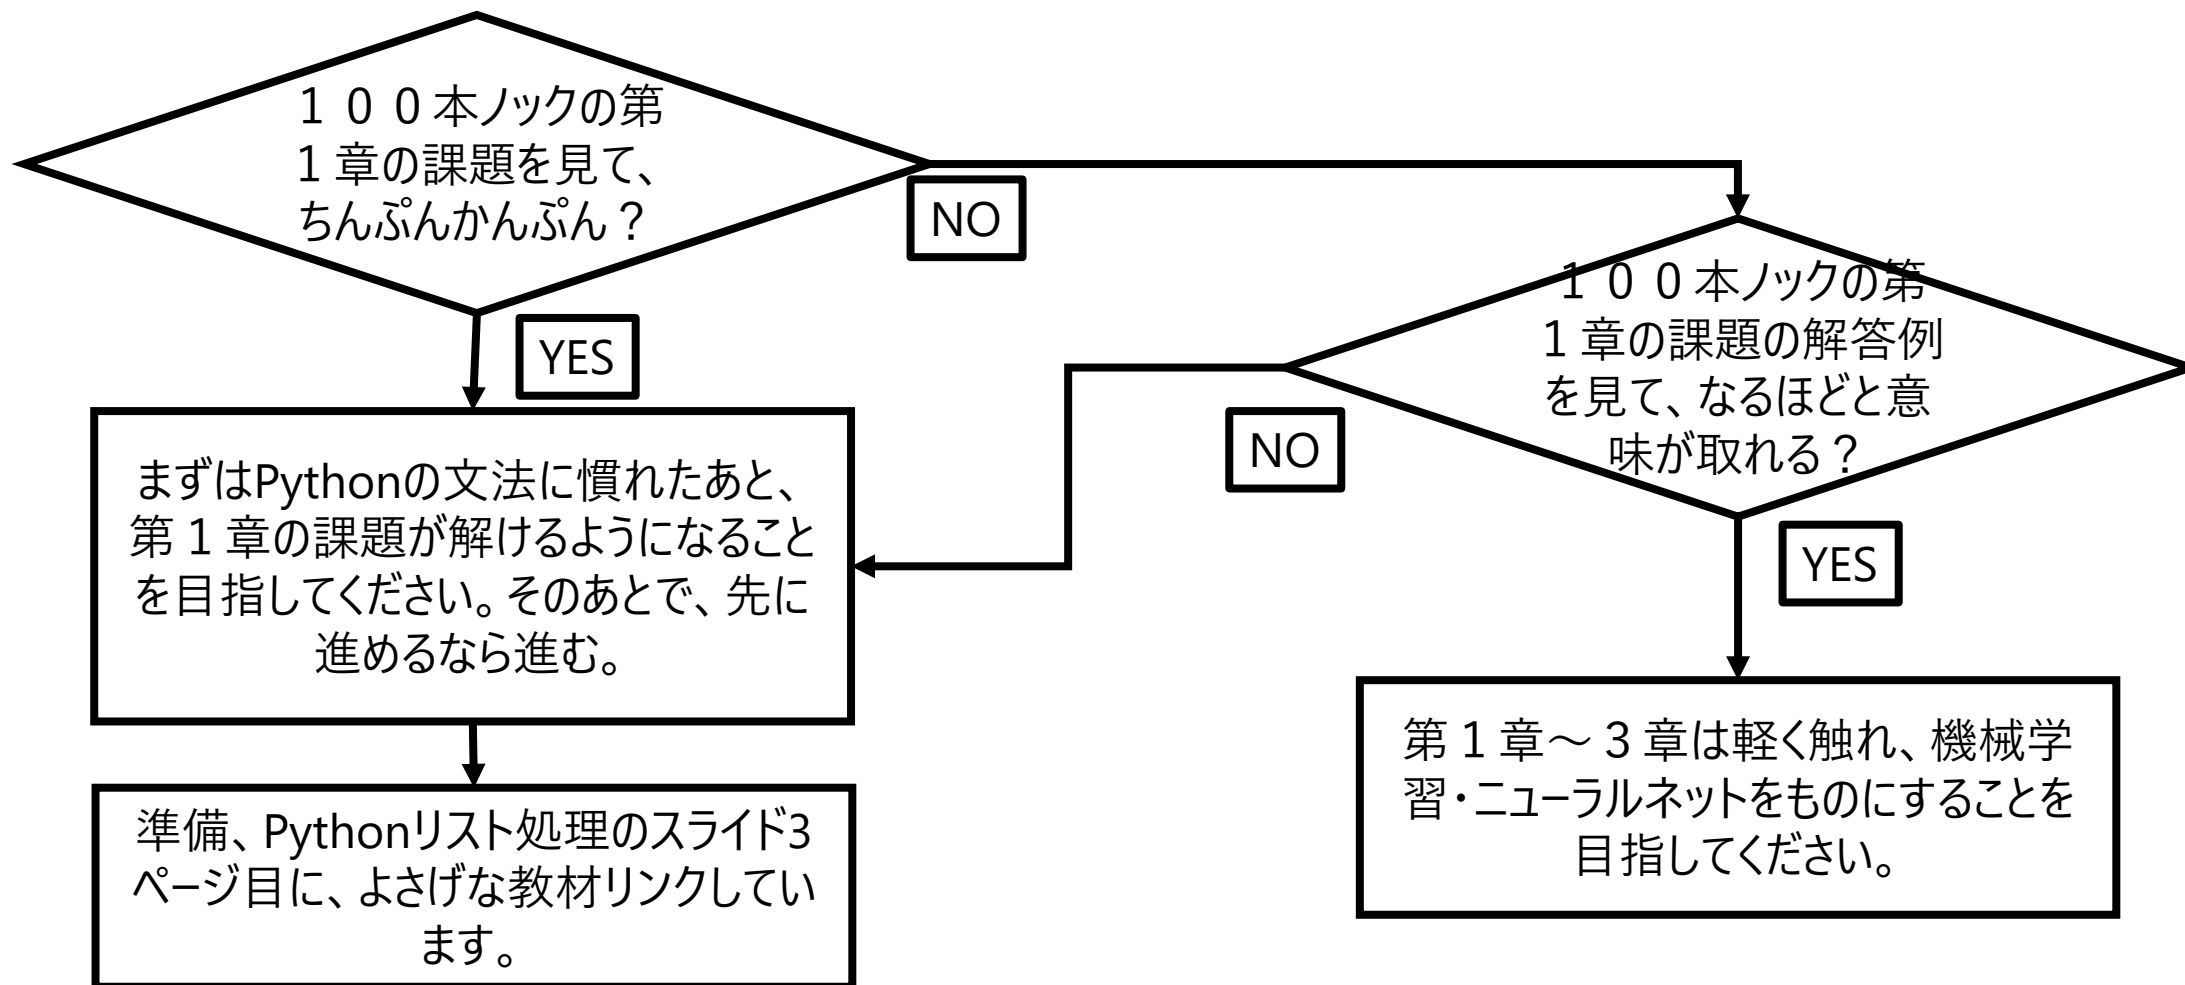 １００本ノックの第
１章の課題を見て、
ちんぷんかんぷん？
NO
YES
１００本ノックの第
１章の課題の解答例
を見て、なるほどと意
味が取れる？
NO
YES
まずはPythonの文法に慣れたあと、
第１章の課題が解けるようになること
を目指してください。そのあとで、先に
進めるなら進む。
準備、Pythonリスト処理のスライド3
ページ目に、よさげな教材リンクしてい
ます。
第１章～３章は軽く触れ、機械学
習・ニューラルネットをものにすることを
目指してください。